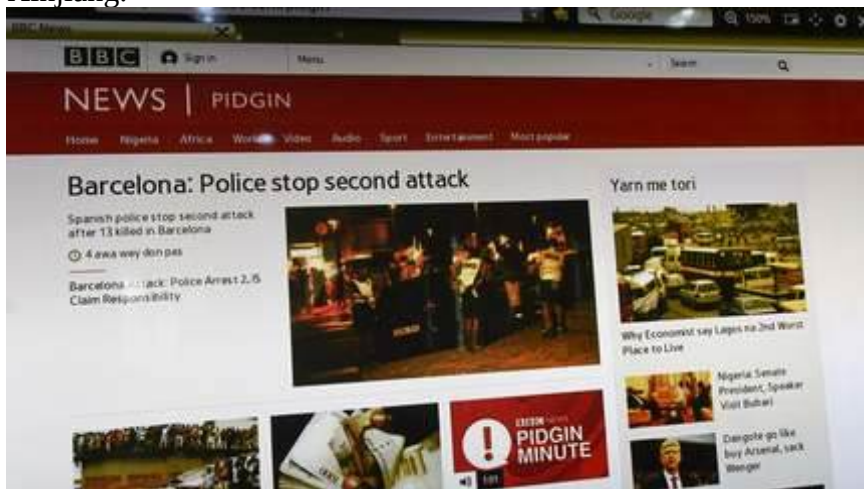 BBC News
Google
150%
BBC
Sign in
Menu
Search
NEWS | PIDGIN
Home Nigeria Africa World Video Audio Sport Entertainment Most popular
Barcelona: Police stop second attack
Spanish police stop second attack
after 13 killed in Barcelona
4 awa wey don pas
Barcelona Attack: Police Arrest 2, IS
Claim Responsibility
Yarn me tori
Why Economist say Lagos na 2nd Worst
Place to Live
Nigeria: Senate
President, Speaker
Visit Buhari
Dangote go like
buy Arsenal, sack
Wenger
BBC NEWS
PIDGIN
MINUTE
1:01